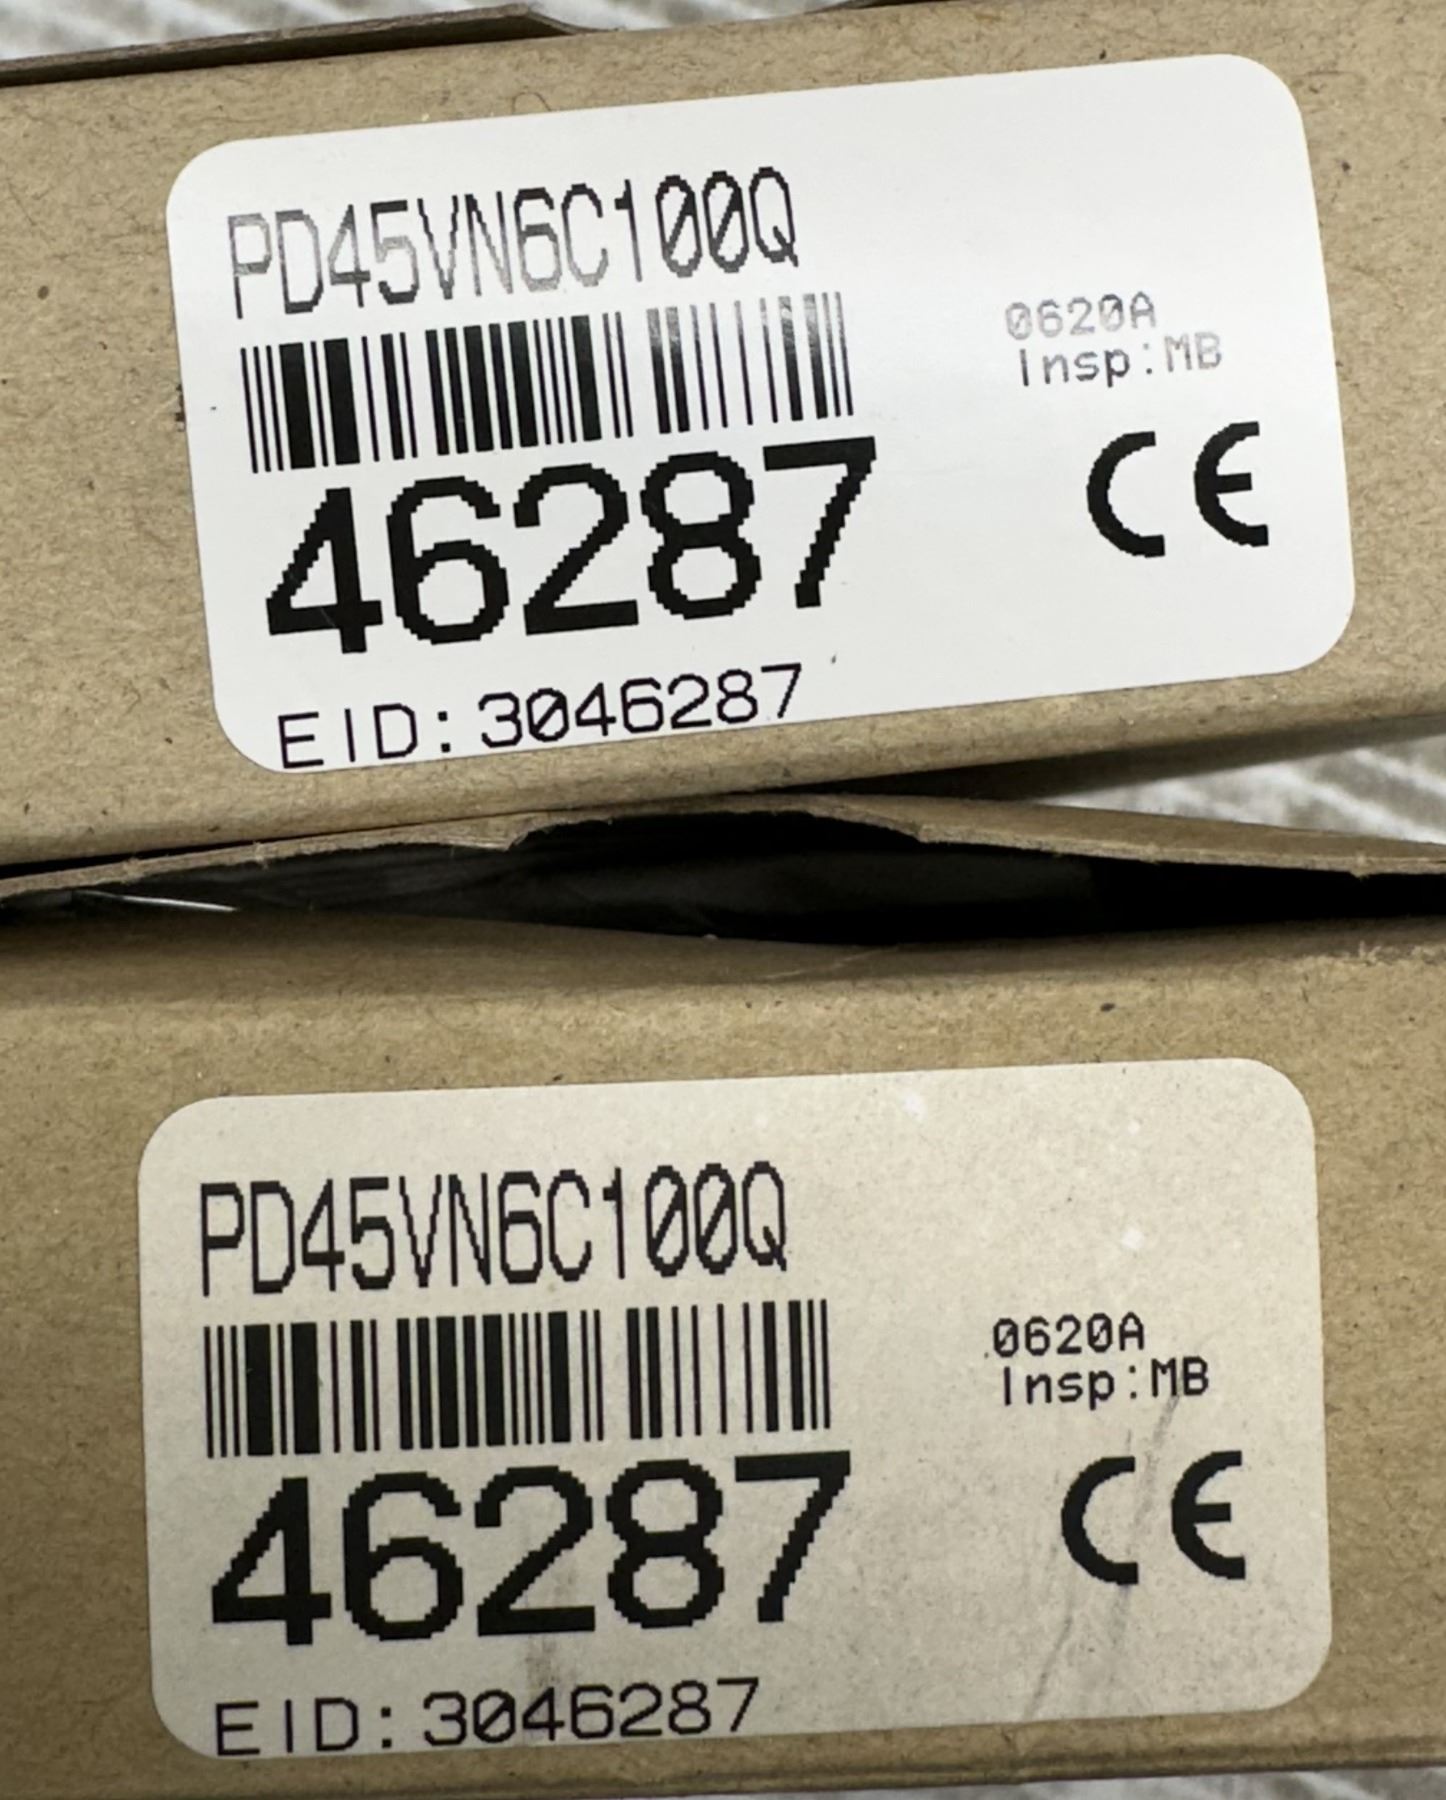 PD45VN6C100Q
0620A
Insp:MB
46287
CE
EID:3046287
PD45VN6C100Q
0620A
Insp:MB
46287
CE
EID:3046287